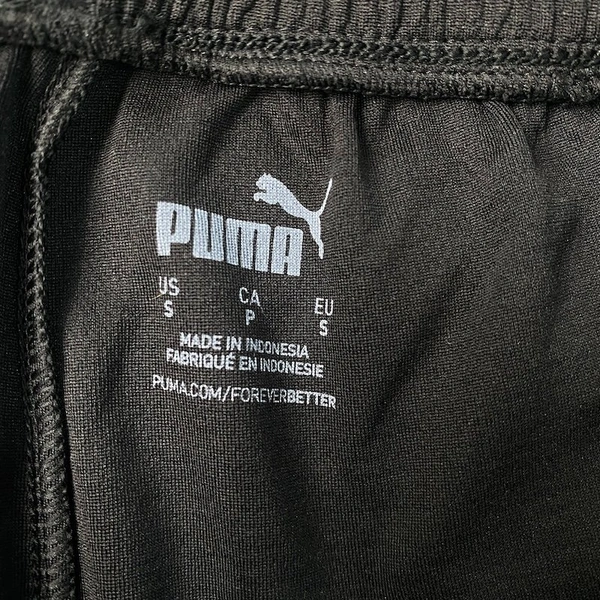 PUMA
US CA EU
S P S
MADE IN INDONESIA
FABRIQUÉ EN INDONESIE
PUMA.COM/FOREVERBETTER